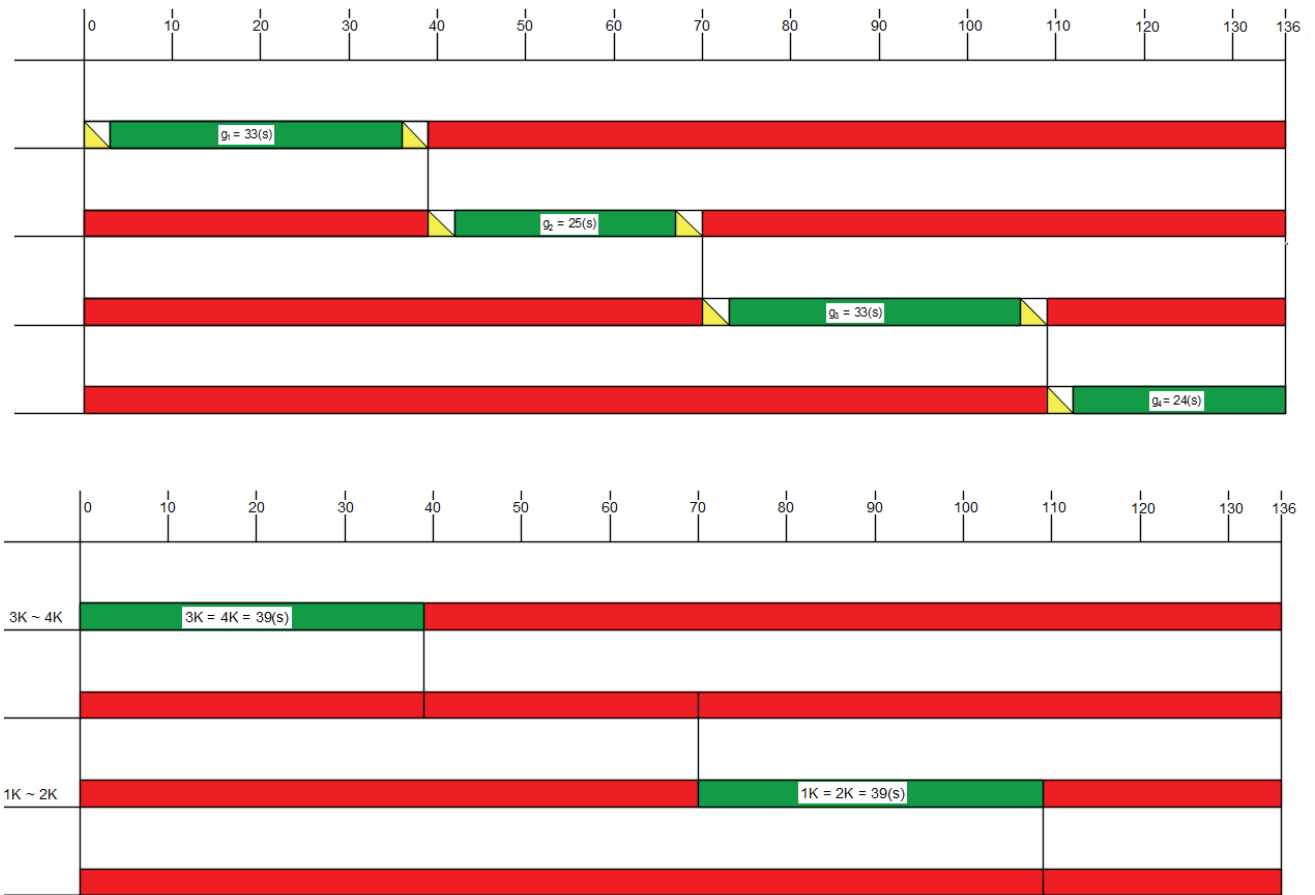 0 10 20 30 40 50 60 70 80 90 100 110 120 130 136
g₁ = 33(s)
g₂ = 25(s)
g₃ = 33(s)
g₄ = 24(s)
0 10 20 30 40 50 60 70 80 90 100 110 120 130 136
3K ~ 4K 3K = 4K = 39(s)
1K ~ 2K 1K = 2K = 39(s)